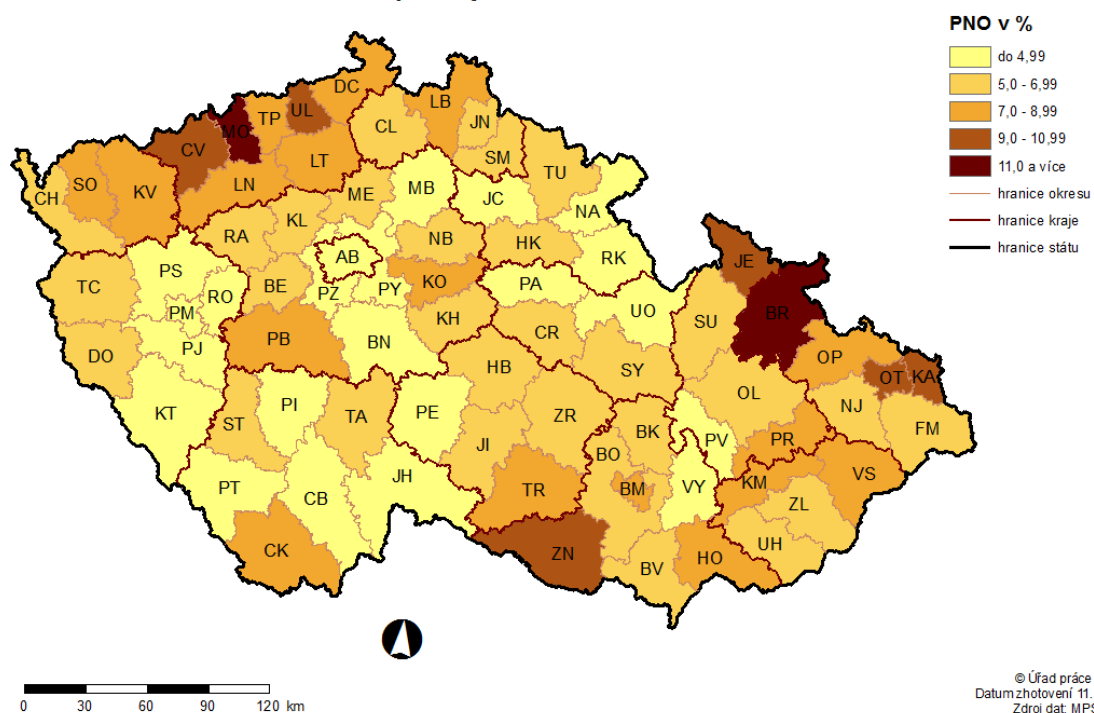 PNO v %
do 4,99
5,0 - 6,99
7,0 - 8,99
9,0 - 10,99
11,0 a více
hranice okresu
hranice kraje
hranice státu
DC
UL
TP
MO
LB
CV
CL
JN
LT
SM
SO
KV
LN
CH
TU
ME
MB
JC
NA
KL
RA
NB
HK
AB
RK
PS
JE
TC
RO
BE
PZ
PY
KO
PA
PM
UO
BR
SU
KH
CR
PB
BN
PJ
DO
OP
HB
SY
OT
KA
OL
NJ
KT
PI
PE
ZR
ST
TA
FM
BK
PV
PR
JI
BO
VS
JH
KM
PT
CB
TR
BM
VY
ZL
CK
ZN
HO
UH
BV
0 30 60 90 120 km
© Úřad práce
Datum zhotovení 11.
Zdroj dat: MPS